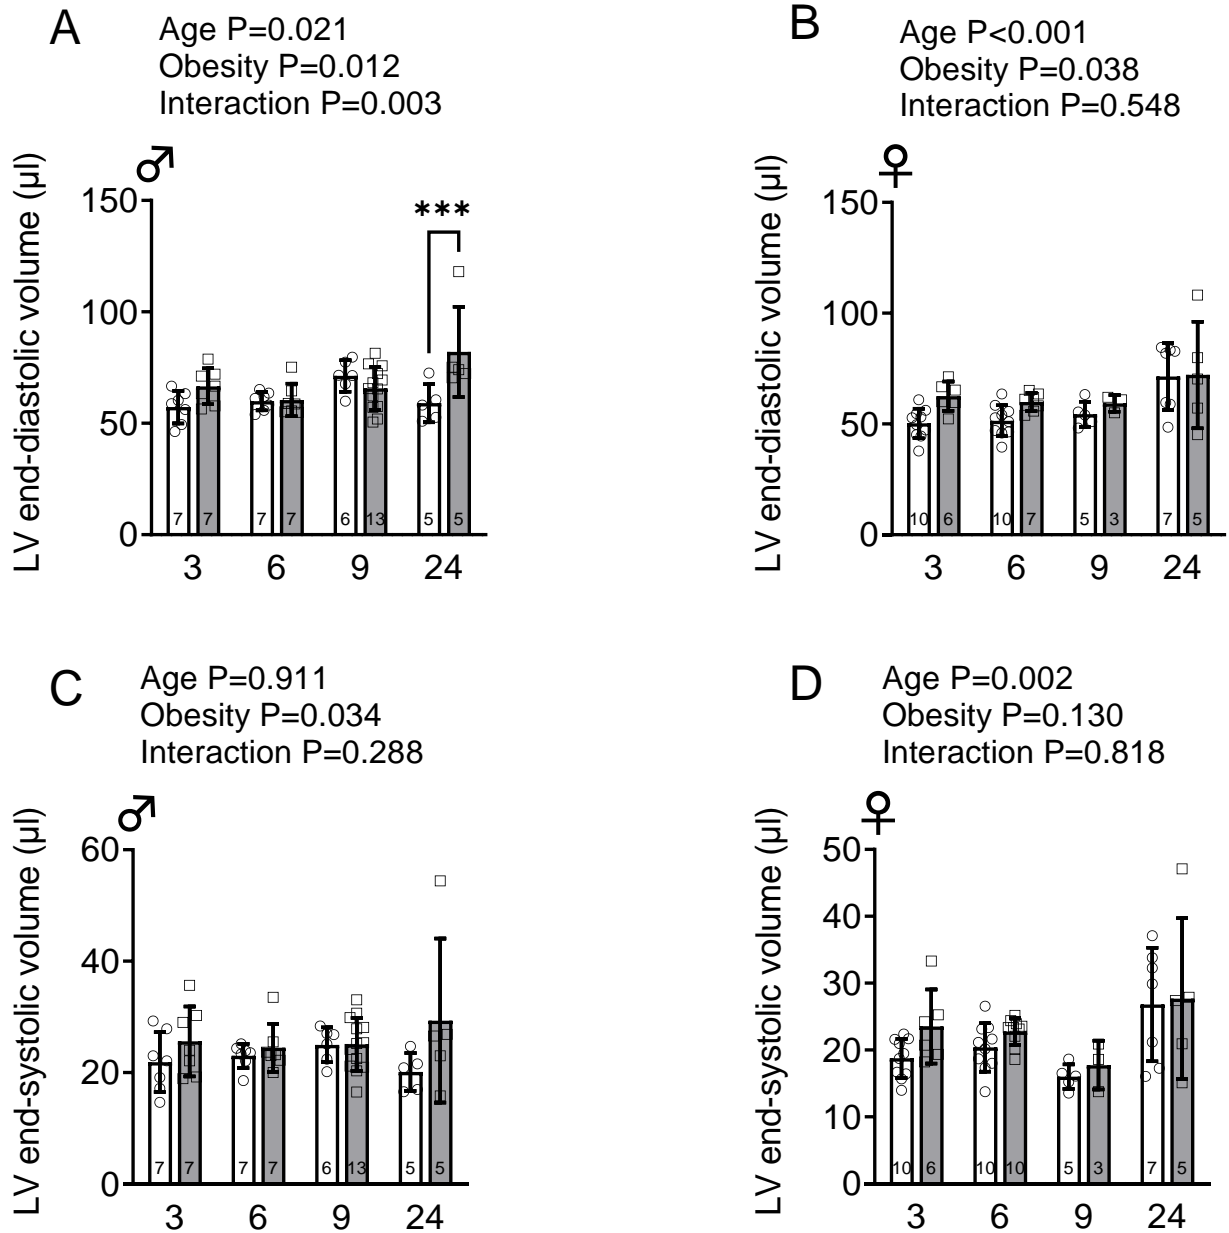 A
Age P=0.021
Obesity P=0.012
Interaction P=0.003
♂
LV end-diastolic volume (µl)
150
100
50
0
***
7 7 7 7 6 13 5 5
3 6 9 24
B
Age P<0.001
Obesity P=0.038
Interaction P=0.548
♀
LV end-diastolic volume (µl)
150
100
50
0
10 6 10 7 5 3 7 5
3 6 9 24
C
Age P=0.911
Obesity P=0.034
Interaction P=0.288
♂
LV end-systolic volume (µl)
60
40
20
0
7 7 7 7 6 13 5 5
3 6 9 24
D
Age P=0.002
Obesity P=0.130
Interaction P=0.818
♀
LV end-systolic volume (µl)
50
40
30
20
10
0
10 6 10 10 5 3 7 5
3 6 9 24